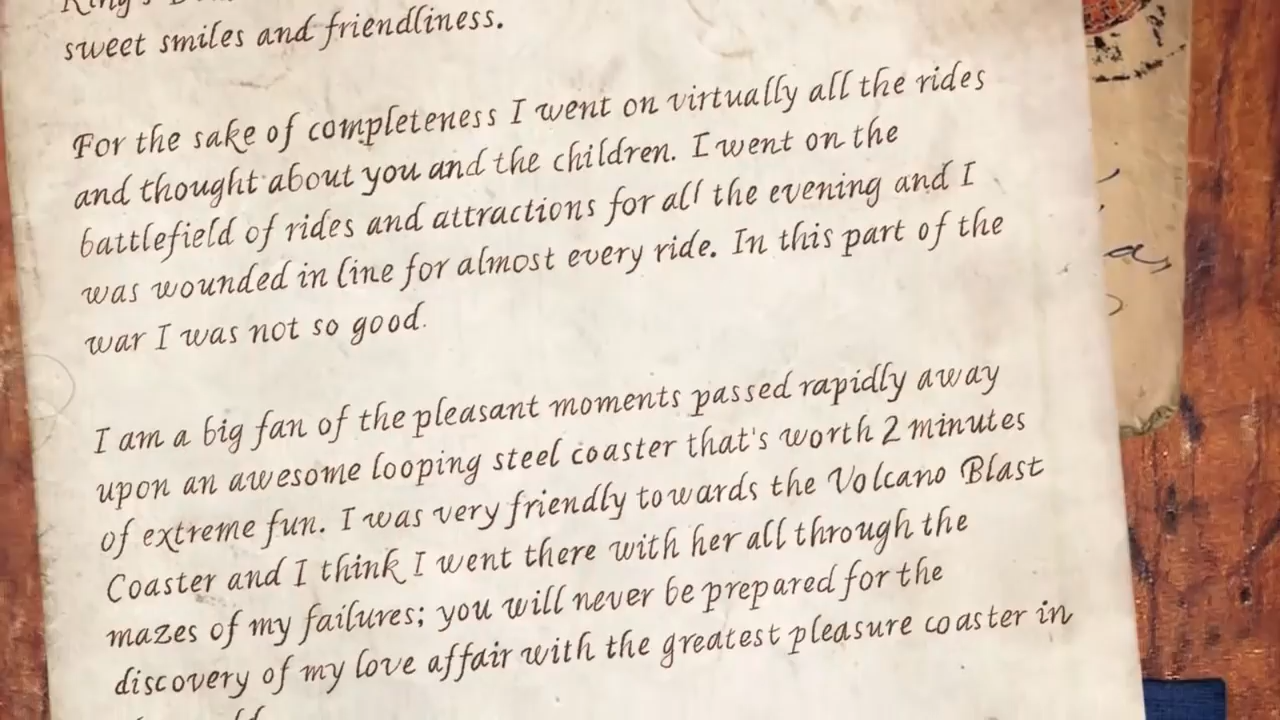 King's
sweet smiles and friendliness.
For the sake of completeness I went on virtually all the rides
and thought about you and the children. I went on the
battlefield of rides and attractions for all the evening and I
was wounded in line for almost every ride. In this part of the
war I was not so good.
I am a big fan of the pleasant moments passed rapidly away
upon an awesome looping steel coaster that's worth 2 minutes
of extreme fun. I was very friendly towards the Volcano Blast
Coaster and I think I went there with her all through the
mazes of my failures; you will never be prepared for the
discovery of my love affair with the greatest pleasure coaster in
as